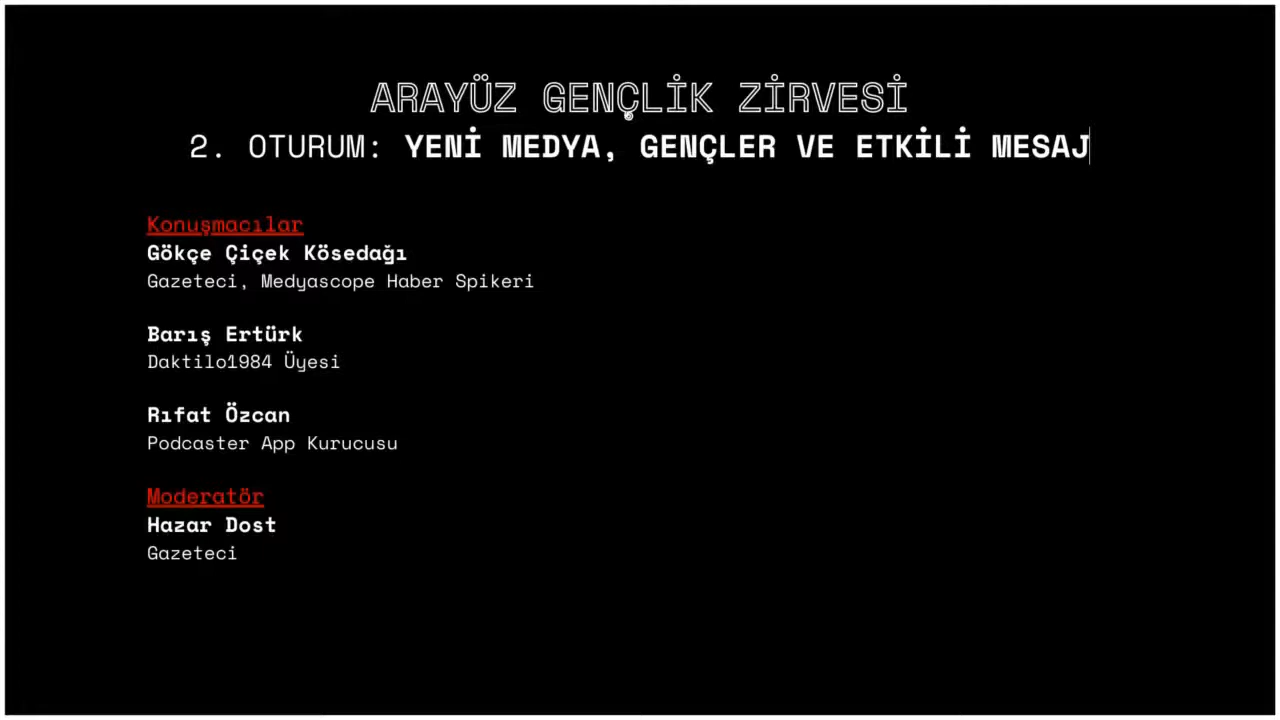 ARAYÜZ GENÇLİK ZİRVESİ
2. OTURUM: YENİ MEDYA, GENÇLER VE ETKİLİ MESAJ
Konuşmacılar
Gökçe Çiçek Kösedağı
Gazeteci, Medyascope Haber Spikeri
Barış Ertürk
Daktilo1984 Üyesi
Rıfat Özcan
Podcaster App Kurucusu
Moderatör
Hazar Dost
Gazeteci